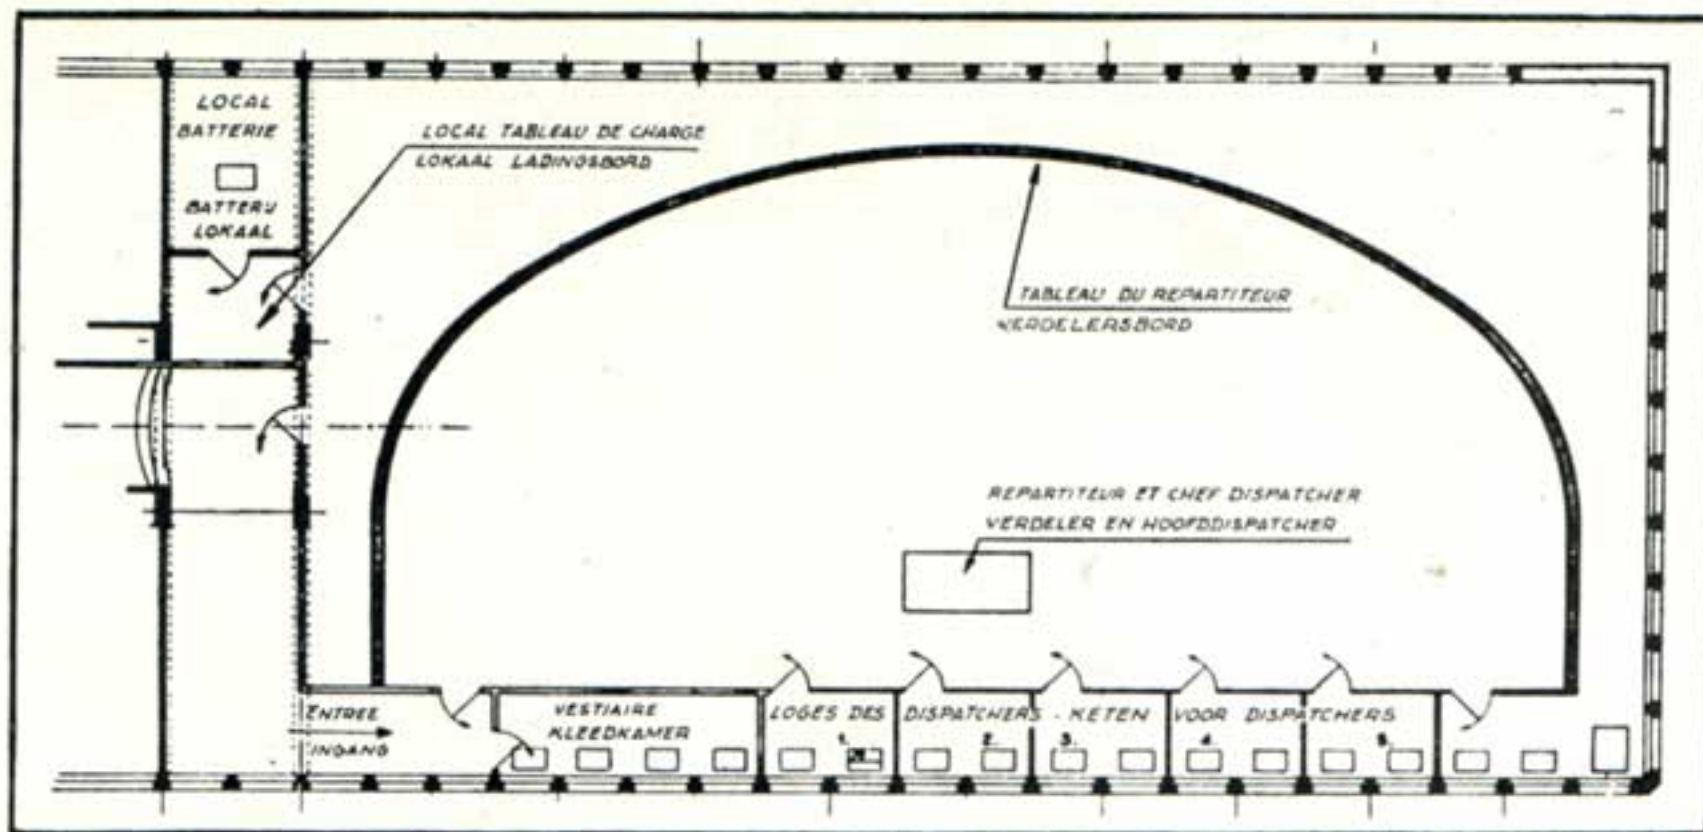 LOCAL
BATTERIE
BATTERIJ
LOKAAL
LOCAL TABLEAU DE CHARGE
LOKAAL LADINGSBORD
TABLEAU DU REPARTITEUR
VERDELERSBORD
REPARTITEUR ET CHEF DISPATCHER
VERDELER EN HOOFDDISPATCHER
ENTREE
INGANG
VESTIAIRE
KLEEDKAMER
LOGES DES DISPATCHERS - KETEN VOOR DISPATCHERS
1. 2. 3. 4. 5.